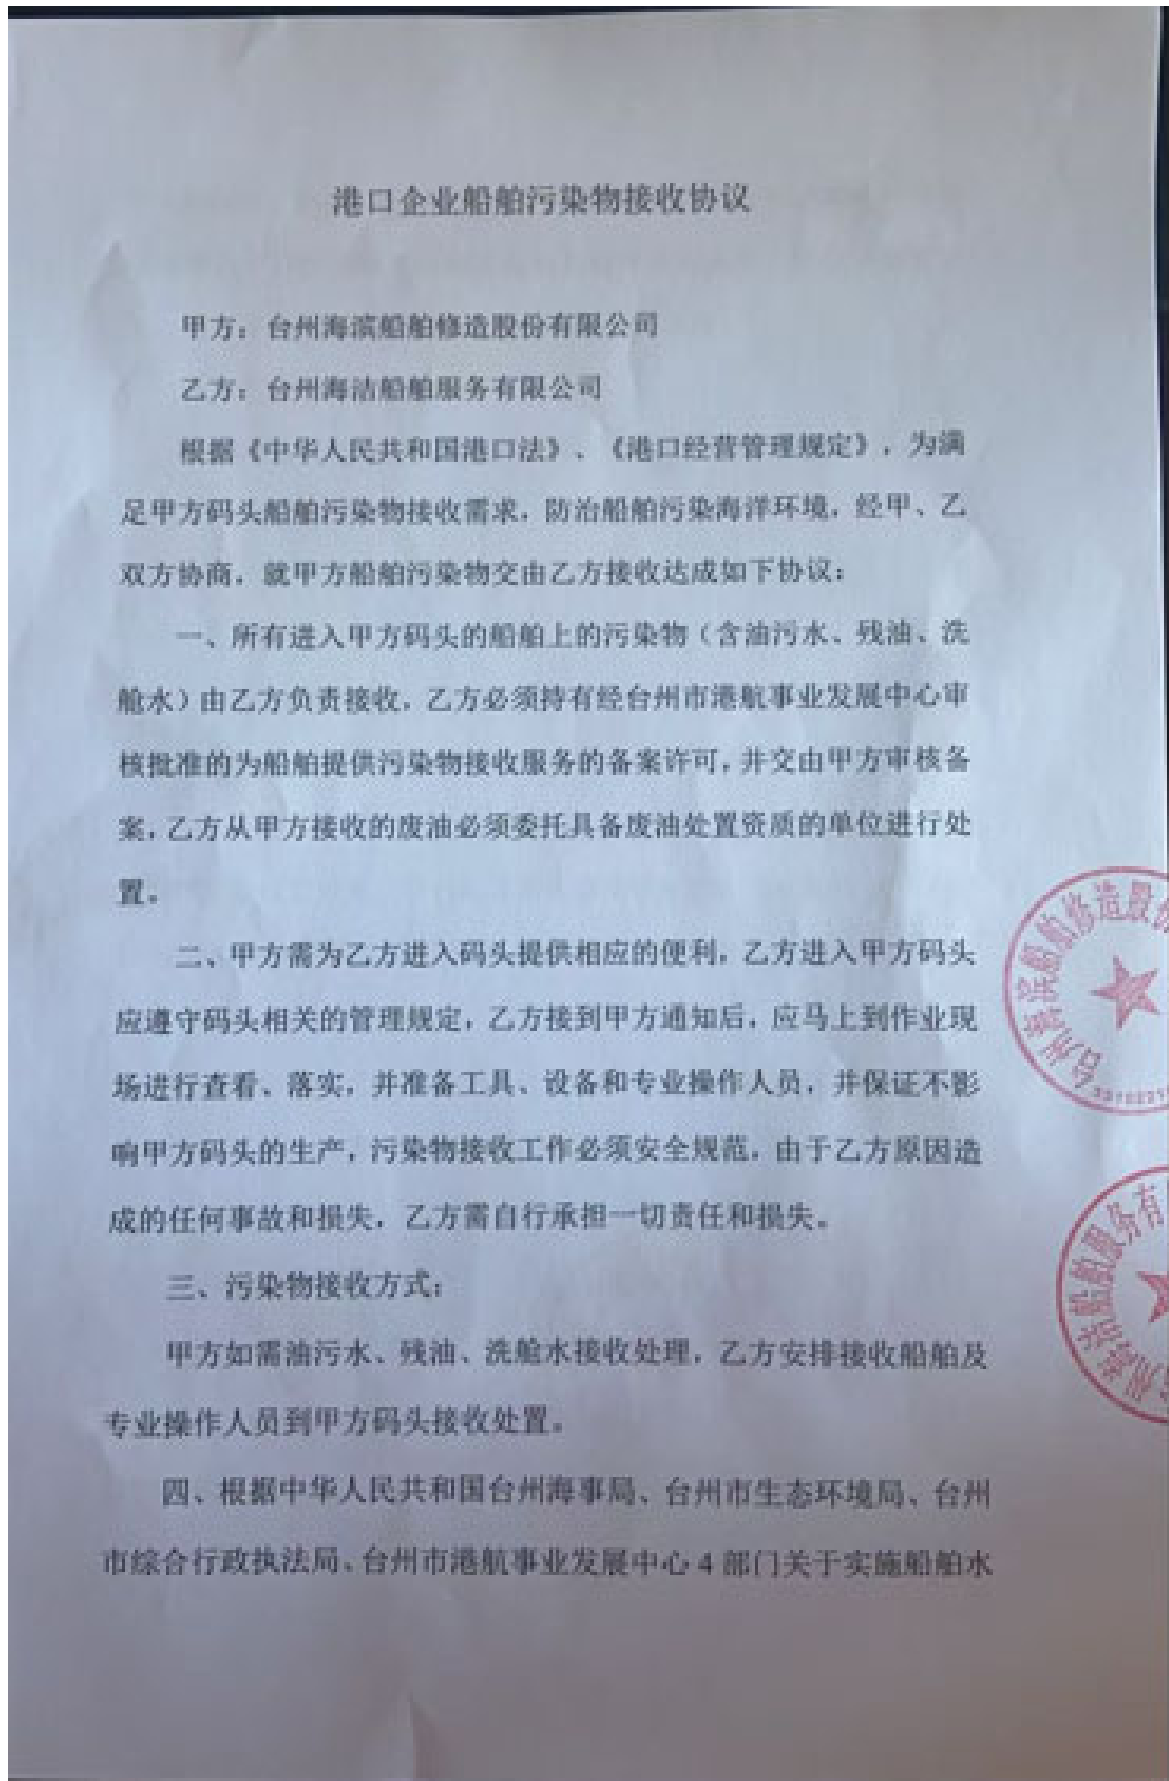 港口企业船舶污染物接收协议
甲方：台州海滨船舶修造股份有限公司
乙方：台州海洁船舶服务有限公司
根据《中华人民共和国港口法》、《港口经营管理规定》，为满
足甲方码头船舶污染物接收需求，防治船舶污染海洋环境，经甲、乙
双方协商，就甲方船舶污染物交由乙方接收达成如下协议：
一、所有进入甲方码头的船舶上的污染物（含油污水、残油、洗
舱水）由乙方负责接收，乙方必须持有经台州市港航事业发展中心审
核批准的为船舶提供污染物接收服务的备案许可，并交由甲方审核备
案，乙方从甲方接收的废油必须委托具备废油处置资质的单位进行处
置。
二、甲方需为乙方进入码头提供相应的便利，乙方进入甲方码头
应遵守码头相关的管理规定，乙方接到甲方通知后，应马上到作业现
场进行查看、落实，并准备工具、设备和专业操作人员，并保证不影
响甲方码头的生产，污染物接收工作必须安全规范，由于乙方原因造
成的任何事故和损失，乙方需自行承担一切责任和损失。
三、污染物接收方式：
甲方如需油污水、残油、洗舱水接收处理，乙方安排接收船舶及
专业操作人员到甲方码头接收处置。
四、根据中华人民共和国台州海事局、台州市生态环境局、台州
市综合行政执法局、台州市港航事业发展中心 4 部门关于实施船舶水
台州海滨船舶修造股份
州海洁船舶服务有